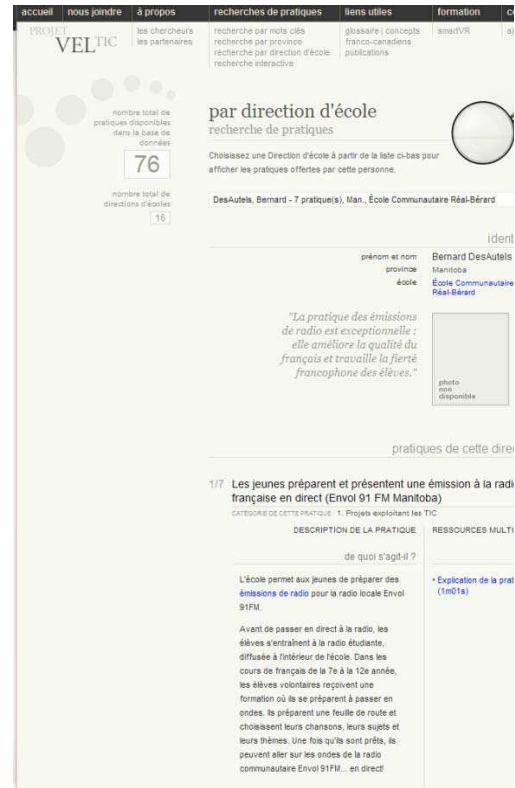 accueil nous joindre à propos recherches de pratiques liens utiles formation
PROJET
VELTIC
les chercheurs
les partenaires
recherche par mots clés
recherche par province
recherche par direction d'école
recherche interactive
glossaire | concepts
franco-canadiens
publications
smartVR
nombre total de
pratiques disponibles
dans la base de
données
76
nombre total de
directions d'écoles
16
par direction d'école
recherche de pratiques
Choisissez une Direction d'école à partir de la liste ci-bas pour
afficher les pratiques offertes par cette personne.
DesAutels, Bernard - 7 pratique(s), Man., École Communautaire Réal-Bérard
ident
prénom et nom Bernard DesAutels
province Manitoba
école École Communautaire
Réal-Bérard
"La pratique des émissions
de radio est exceptionnelle :
elle améliore la qualité du
français et travaille la fierté
francophone des élèves."
photo
non
disponible
pratiques de cette direc
1/7 Les jeunes préparent et présentent une émission à la radio
française en direct (Envol 91 FM Manitoba)
CATÉGORIE DE CETTE PRATIQUE 1. Projets exploitant les TIC
DESCRIPTION DE LA PRATIQUE RESSOURCES MULTI
de quoi s'agit-il ?
L'école permet aux jeunes de préparer des
émissions de radio pour la radio locale Envol
91FM.
Avant de passer en direct à la radio, les
élèves s'entraînent à la radio étudiante,
diffusée à l'intérieur de l'école. Dans les
cours de français de la 7e à la 12e année,
les élèves volontaires reçoivent une
formation où ils se préparent à passer en
ondes. Ils préparent une feuille de route et
choisissent leurs chansons, leurs sujets et
leurs thèmes. Une fois qu'ils sont prêts, ils
peuvent aller sur les ondes de la radio
communautaire Envol 91FM... en direct!
• Explication de la prat
(1m01s)